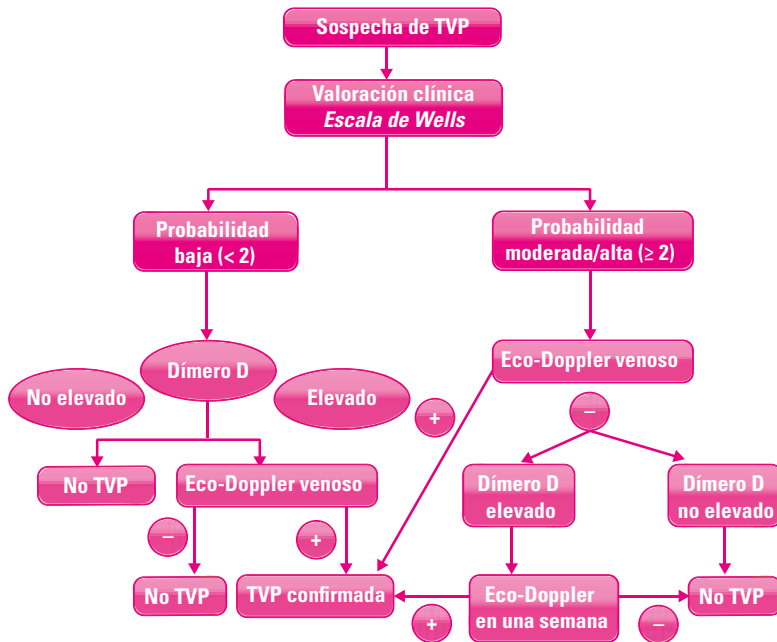 Sospecha de TVP
Valoración clínica
Escala de Wells
Probabilidad
baja (< 2)
Probabilidad
moderada/alta (≥ 2)
Dímero D
No elevado
Elevado
Eco-Doppler venoso
+
–
No TVP
Eco-Doppler venoso
Dímero D
elevado
Dímero D
no elevado
–
+
No TVP
TVP confirmada
+
Eco-Doppler
en una semana
–
No TVP